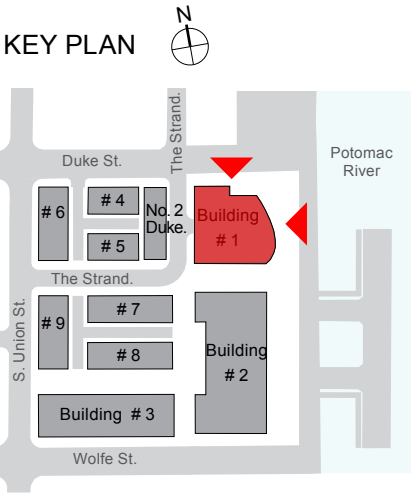 N
KEY PLAN
The Strand.
Duke St.
Potomac
River
# 6
# 4
No. 2
Duke.
# 5
Building
# 1
The Strand.
S. Union St.
# 9
# 7
# 8
Building
# 2
Building # 3
Wolfe St.